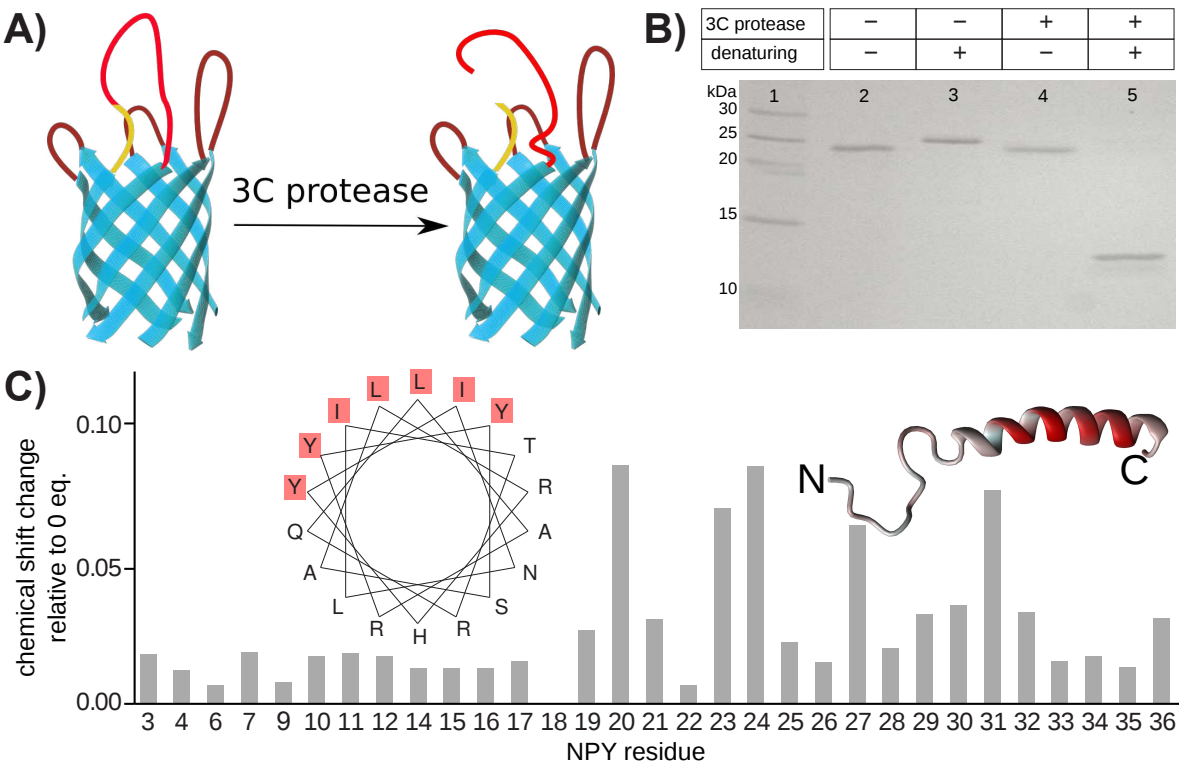 A)
3C protease
B)
3C protease − − + +
denaturing − + − +
kDa
1 2 3 4 5
30
25
20
15
10
C)
chemical shift change
relative to 0 eq.
0.10
0.05
0.00
L
L
I
I
Y
Y
T
Y
R
Q
A
A
N
L
S
R
H
R
N
C
3 4 6 7 9 10 11 12 14 15 16 17 18 19 20 21 22 23 24 25 26 27 28 29 30 31 32 33 34 35 36
NPY residue